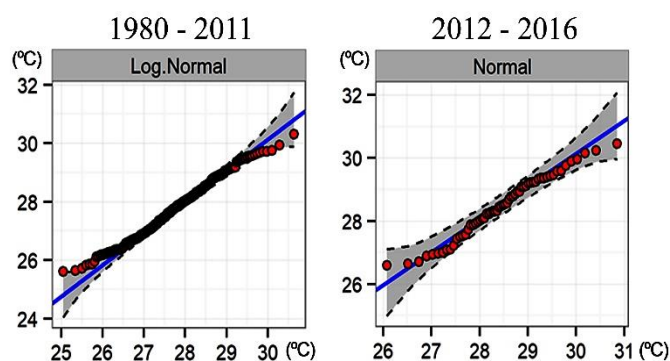 1980 - 2011
2012 - 2016
(ºC)
Log.Normal
(ºC)
Normal
32
30
28
26
24
32
30
28
26
25 26 27 28 29 30 (ºC)
26 27 28 29 30 31 (ºC)